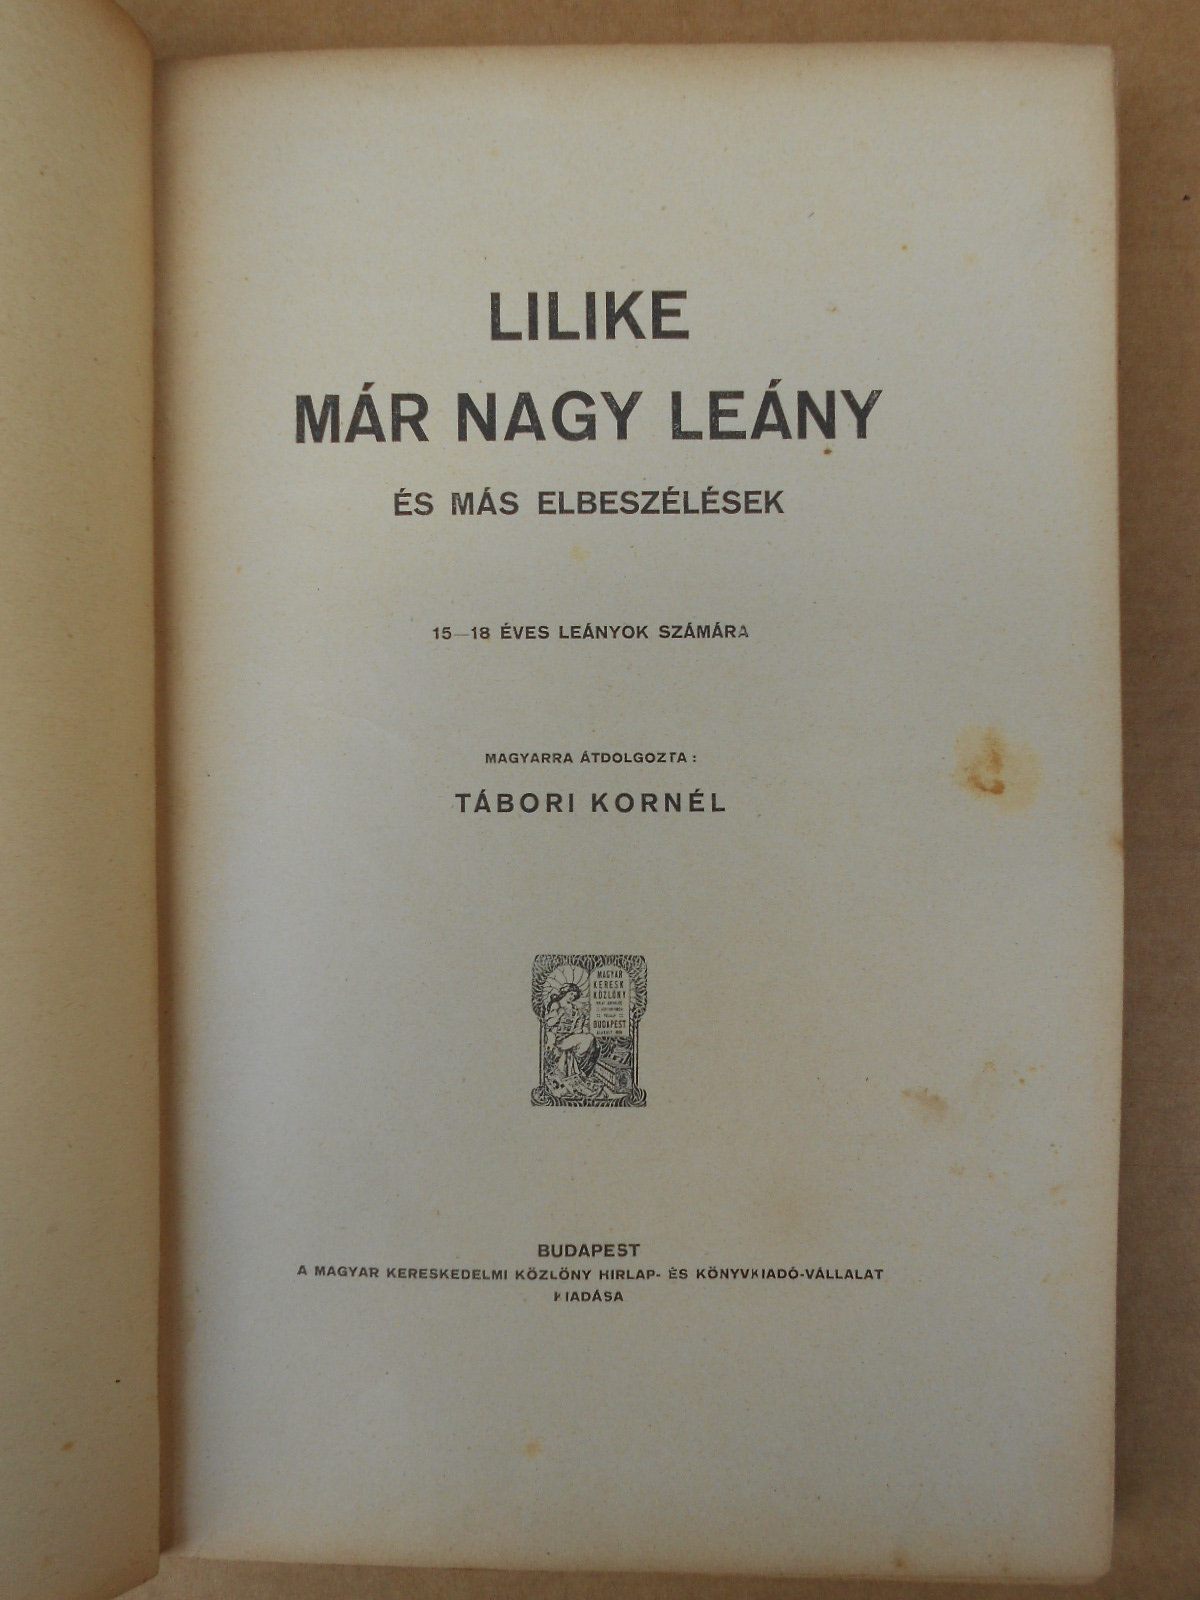 LILIKE
MÁR NAGY LEÁNY
ÉS MÁS ELBESZÉLÉSEK
15—18 ÉVES LEÁNYOK SZÁMÁRA
MAGYARRA ÁTDOLGOZTA:
TÁBORI KORNÉL
MAGYAR
KERESK
KÖZLÖNY
BUDAPEST
BUDAPEST
A MAGYAR KERESKEDELMI KÖZLÖNY HIRLAP- ÉS KÖNYVKIADÓ-VÁLLALAT
KIADÁSA